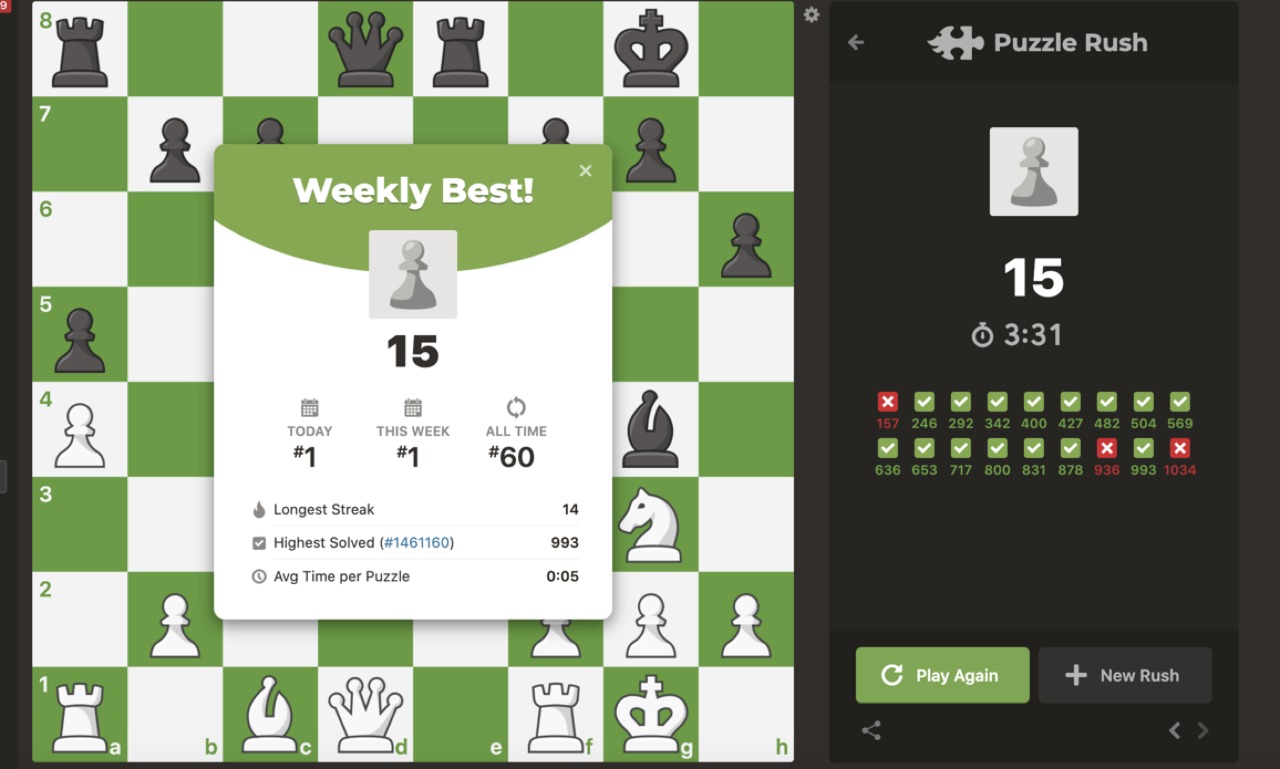 9
8
7
6
5
4
3
2
1
a b c d e f g h
Weekly Best!
×
15
TODAY THIS WEEK ALL TIME
#1 #1 #60
Longest Streak 14
Highest Solved (#1461160) 993
Avg Time per Puzzle 0:05
Puzzle Rush
15
3:31
157 246 292 342 400 427 482 504 569
636 653 717 800 831 878 936 993 1034
Play Again
New Rush